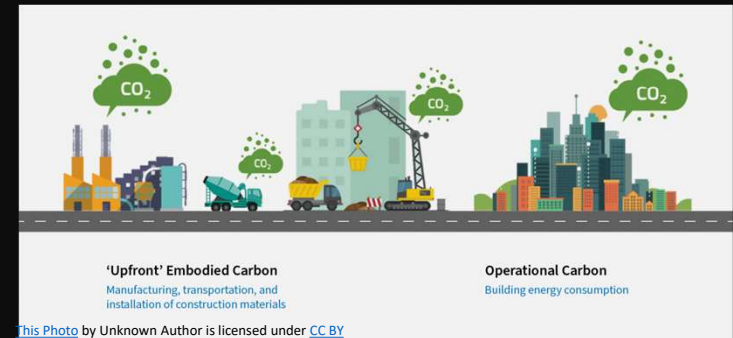 CO₂
CO₂
CO₂
CO₂
‘Upfront’ Embodied Carbon
Manufacturing, transportation, and
installation of construction materials
Operational Carbon
Building energy consumption
This Photo by Unknown Author is licensed under CC BY